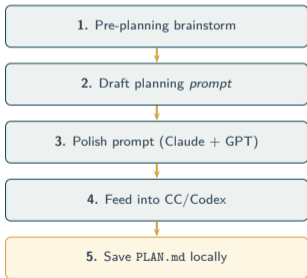 1. Pre-planning brainstorm
2. Draft planning prompt
3. Polish prompt (Claude + GPT)
4. Feed into CC/Codex
5. Save PLAN.md locally